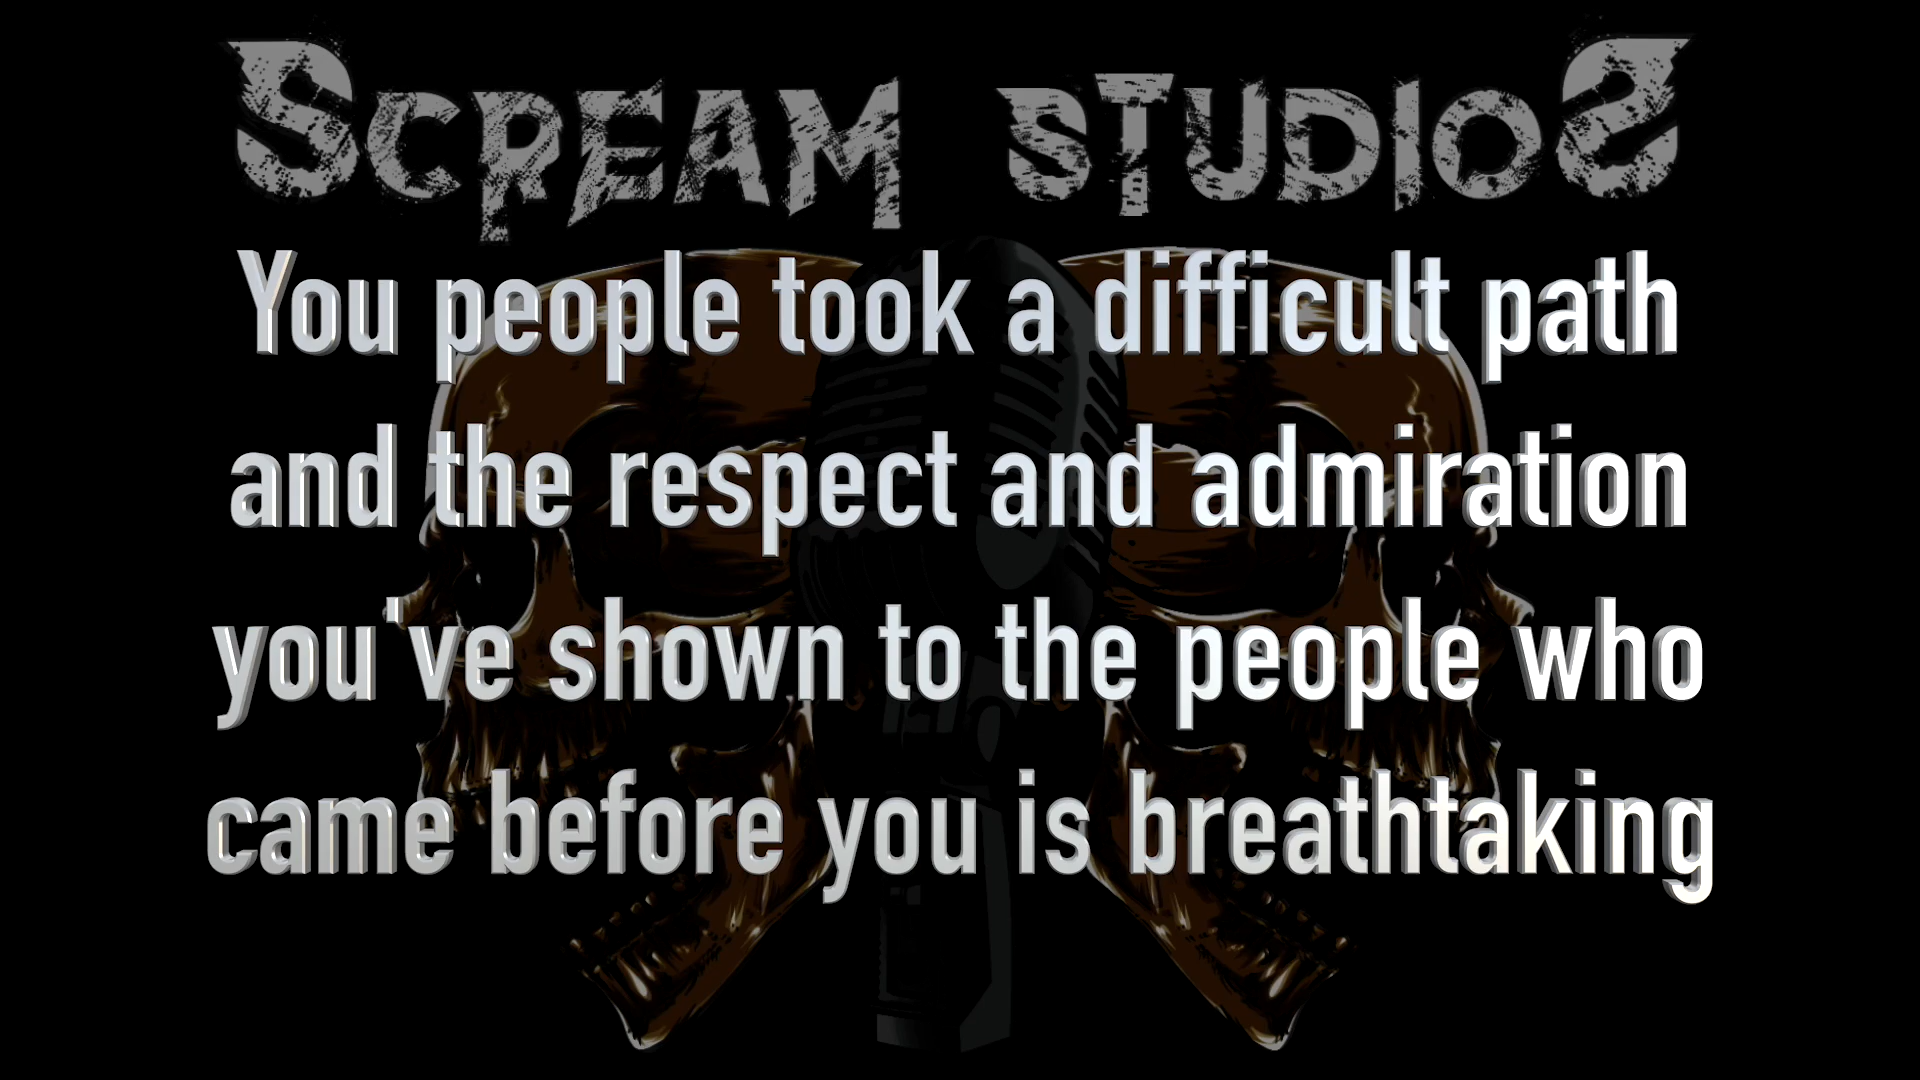 Scream Studios
You people took a difficult path
and the respect and admiration
you've shown to the people who
came before you is breathtaking